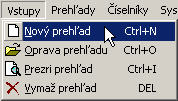 Vstupy Prehľady Číselníky Sys
Nový prehľad Ctrl+N
Oprava prehľadu Ctrl+O
Prezri prehľad Ctrl+I
Vymaž prehľad DEL